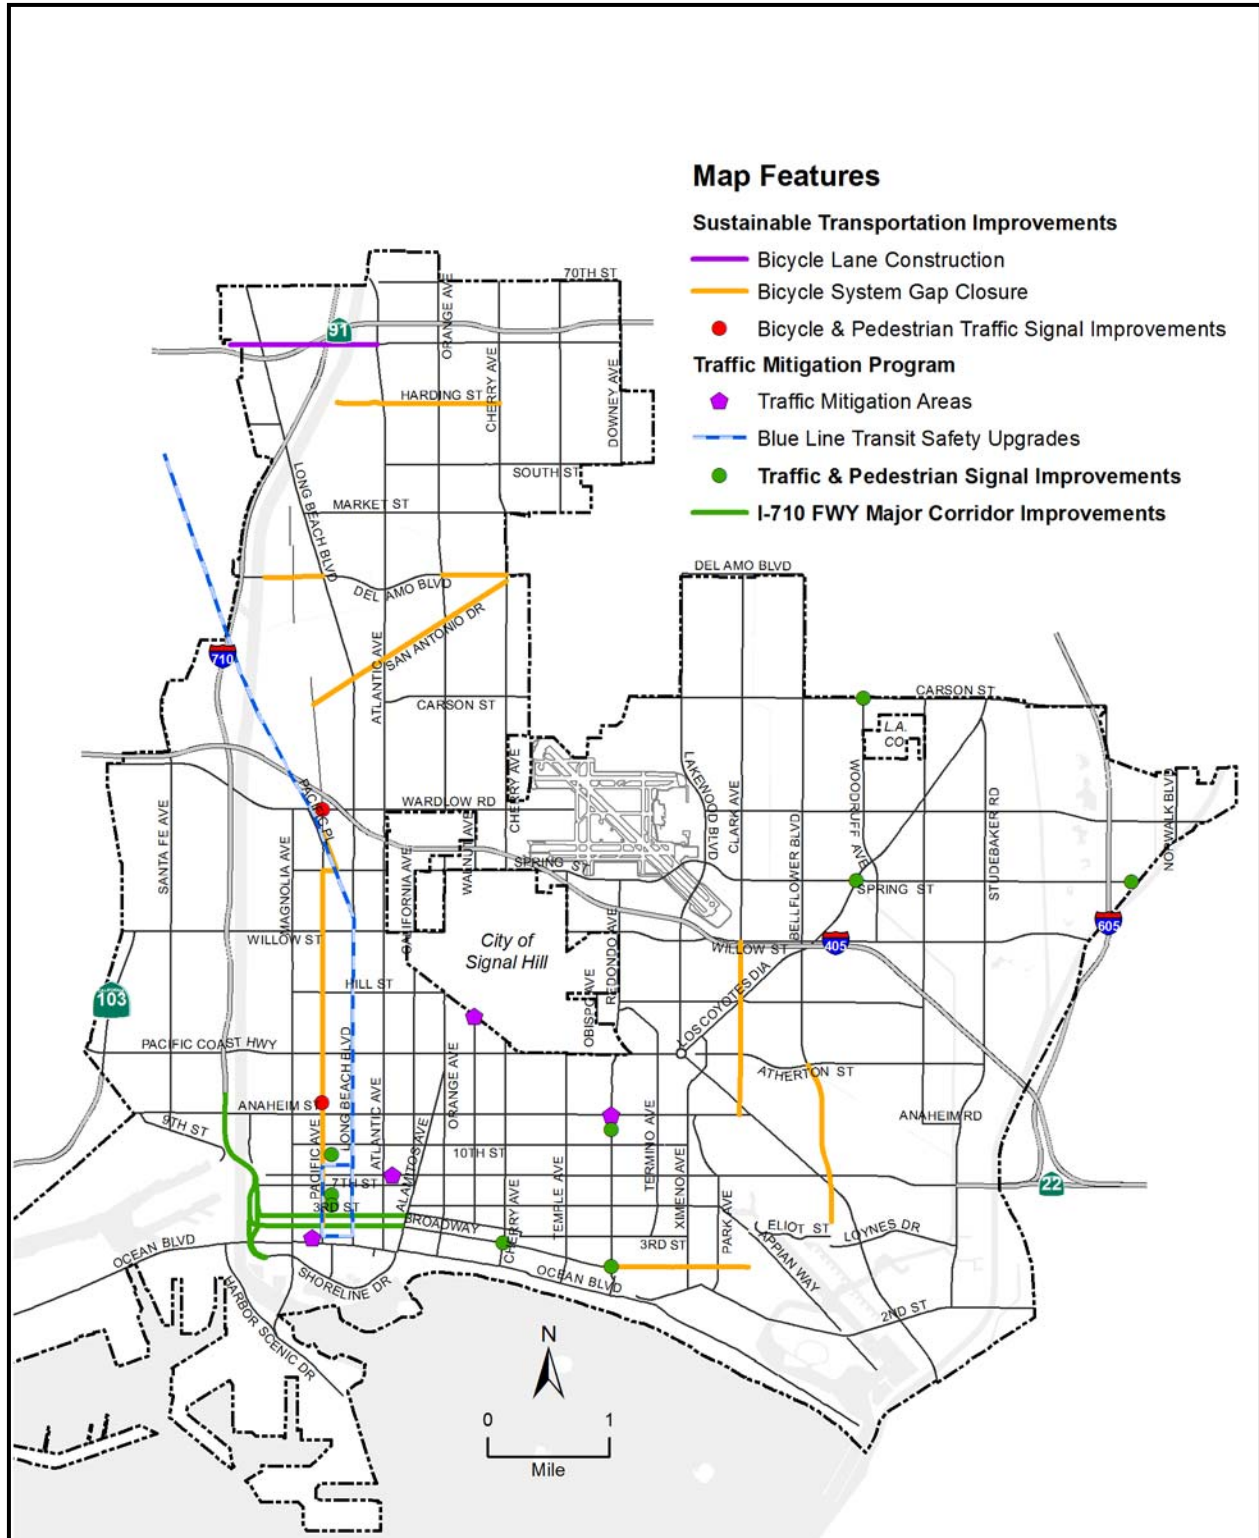 Map Features
Sustainable Transportation Improvements
Bicycle Lane Construction
Bicycle System Gap Closure
Bicycle & Pedestrian Traffic Signal Improvements
Traffic Mitigation Program
Traffic Mitigation Areas
Blue Line Transit Safety Upgrades
Traffic & Pedestrian Signal Improvements
I-710 FWY Major Corridor Improvements
70TH ST
ORANGE AVE
91
CHERRY AVE
DOWNEY AVE
HARDING ST
SOUTH ST
LONG BEACH BLVD
MARKET ST
DEL AMO BLVD
DEL AMO BLVD
SAN ANTONIO DR
ATLANTIC AVE
710
CARSON ST
CARSON ST
L.A.
CO
PACIFIC PL
CHERRY AVE
LAKEWOOD BLVD
CLARK AVE
WOODRUFF AVE
STUDEBAKER RD
NORWALK BLVD
WARDLOW RD
SANTA FE AVE
MAGNOLIA AVE
CALIFORNIA AVE
WALNUT AVE
SPRING ST
SPRING ST
BELLFLOWER BLVD
605
WILLOW ST
WILLOW ST
405
City of
Signal Hill
REDONDO AVE
OBISPO AVE
LOS COYOTES DIA
HILL ST
103
PACIFIC COAST HWY
LONG BEACH BLVD
ATHERTON ST
ANAHEIM ST
ANAHEIM RD
9TH ST
PACIFIC AVE
ATLANTIC AVE
ALAMITOS AVE
ORANGE AVE
10TH ST
TERMINO AVE
XIMENO AVE
TEMPLE AVE
CHERRY AVE
PARK AVE
7TH ST
22
3RD ST
BROADWAY
3RD ST
ELIOT ST
LOYNES DR
APPIAN WAY
OCEAN BLVD
OCEAN BLVD
SHORELINE DR
HARBOR SCENIC DR
2ND ST
N
0
1
Mile